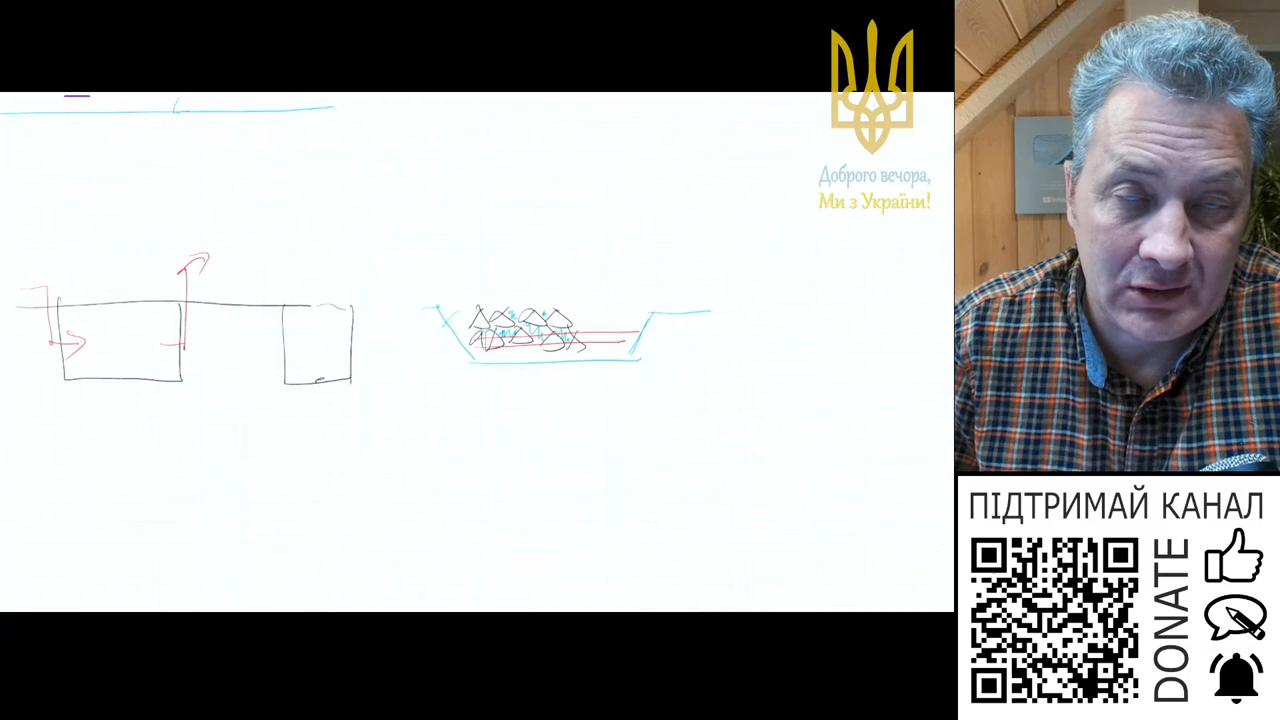 Доброго вечора,
Ми з України!
ПІДТРИМАЙ КАНАЛ
DONATE